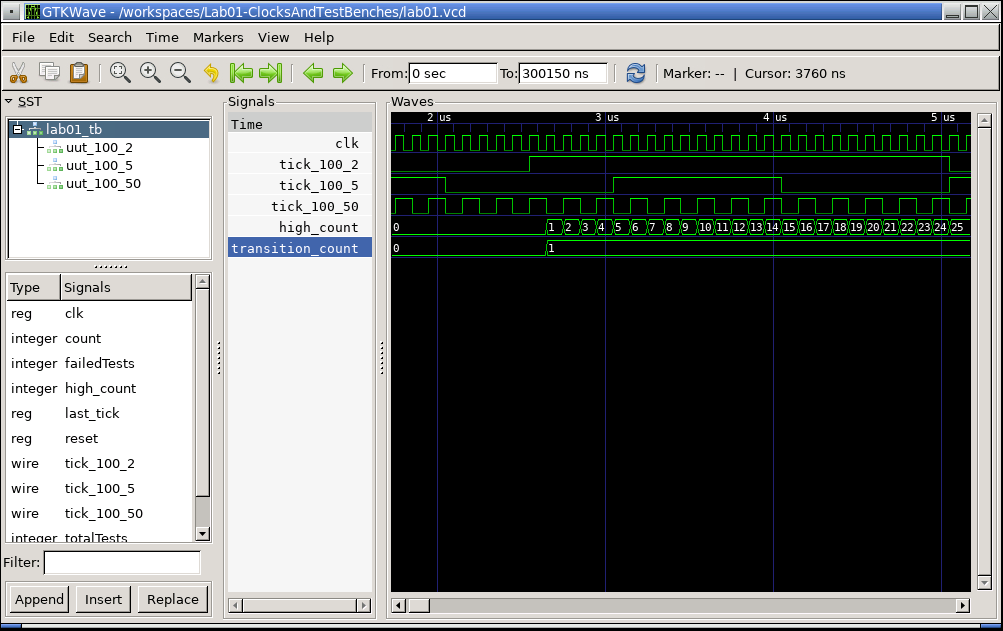 GTKWave - /workspaces/Lab01-ClocksAndTestBenches/lab01.vcd
File Edit Search Time Markers View Help
From: 0 sec To: 300150 ns Marker: -- | Cursor: 3760 ns
SST
lab01_tb
uut_100_2
uut_100_5
uut_100_50
Type Signals
reg clk
integer count
integer failedTests
integer high_count
reg last_tick
reg reset
wire tick_100_2
wire tick_100_5
wire tick_100_50
integer totalTests
Filter:
Append Insert Replace
Signals
Time
clk
tick_100_2
tick_100_5
tick_100_50
high_count
transition_count
Waves
2 us 3 us 4 us 5 us
0 1 2 3 4 5 6 7 8 9 10 11 12 13 14 15 16 17 18 19 20 21 22 23 24 25
0 1